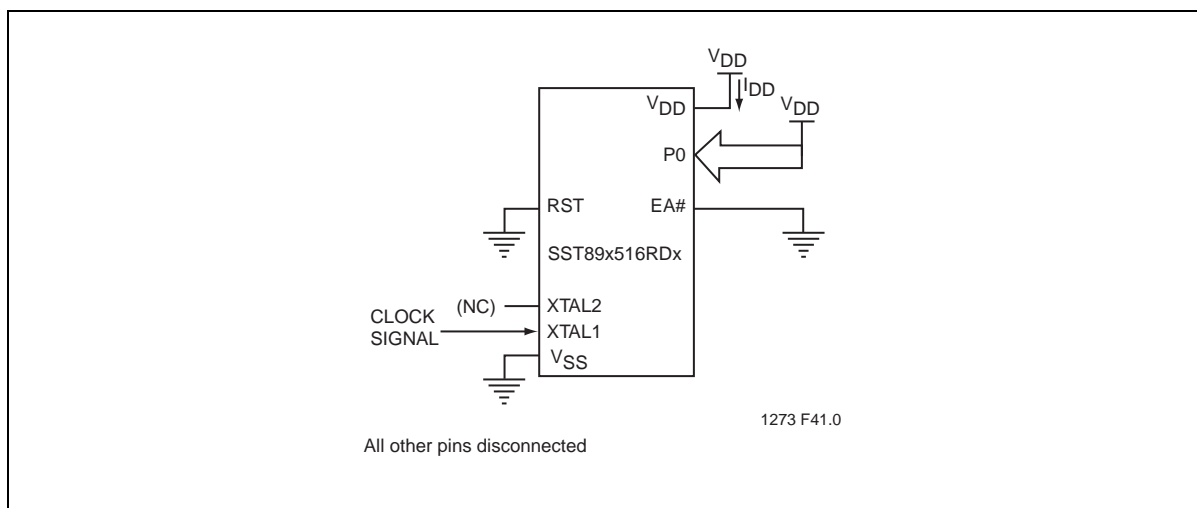 VDD
IDD
VDD
VDD
P0
RST
EA#
SST89x516RDx
(NC)
XTAL2
CLOCK
SIGNAL
XTAL1
VSS
1273 F41.0
All other pins disconnected